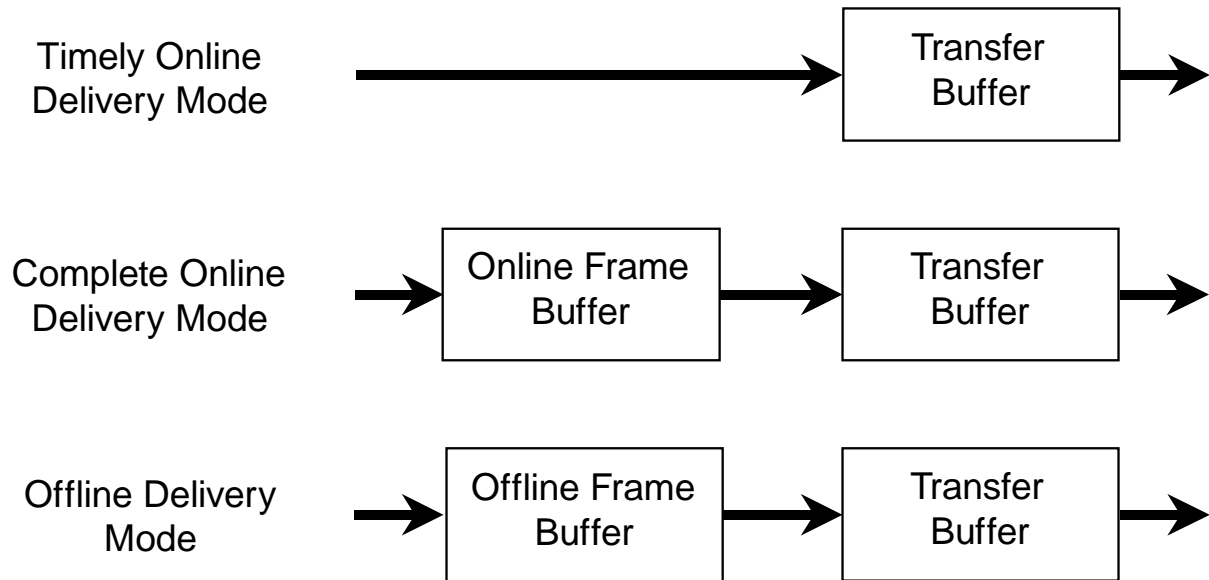 Timely Online
Delivery Mode
Transfer
Buffer
Complete Online
Delivery Mode
Online Frame
Buffer
Transfer
Buffer
Offline Delivery
Mode
Offline Frame
Buffer
Transfer
Buffer